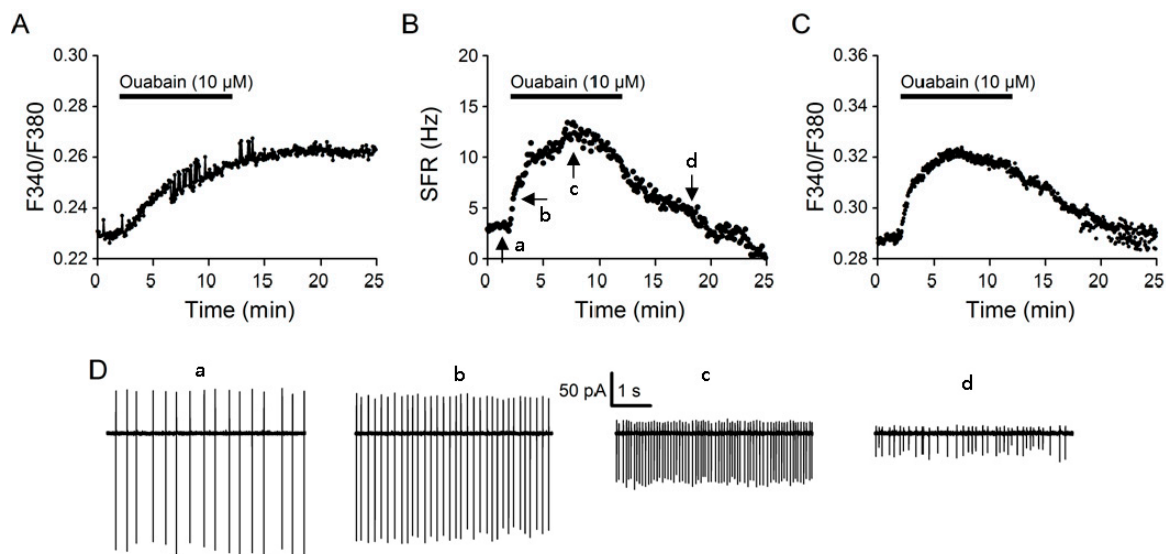 A
F340/F380
0.30
0.28
0.26
0.24
0.22
Ouabain (10 µM)
0
5
10
15
20
25
Time (min)
B
SFR (Hz)
20
15
10
5
0
Ouabain (10 µM)
a
b
c
d
0
5
10
15
20
25
Time (min)
C
F340/F380
0.36
0.34
0.32
0.30
0.28
Ouabain (10 µM)
0
5
10
15
20
25
Time (min)
D
a
b
50 pA
1 s
c
d